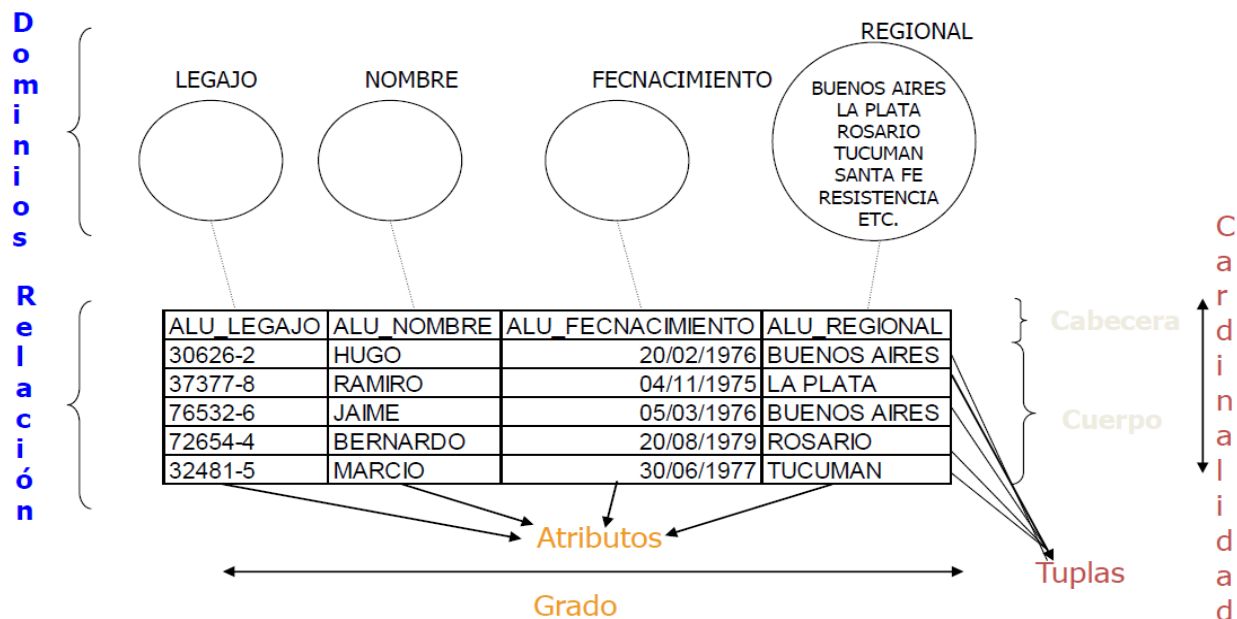 Dominios
REGIONAL
LEGAJO NOMBRE FECNACIMIENTO
BUENOS AIRES
LA PLATA
ROSARIO
TUCUMAN
SANTA FE
RESISTENCIA
ETC.
Relación
ALU_LEGAJO ALU_NOMBRE ALU_FECNACIMIENTO ALU_REGIONAL
30626-2 HUGO 20/02/1976 BUENOS AIRES
37377-8 RAMIRO 04/11/1975 LA PLATA
76532-6 JAIME 05/03/1976 BUENOS AIRES
72654-4 BERNARDO 20/08/1979 ROSARIO
32481-5 MARCIO 30/06/1977 TUCUMAN
Cabecera
Cuerpo
Cardinalidad
Atributos
Tuplas
Grado